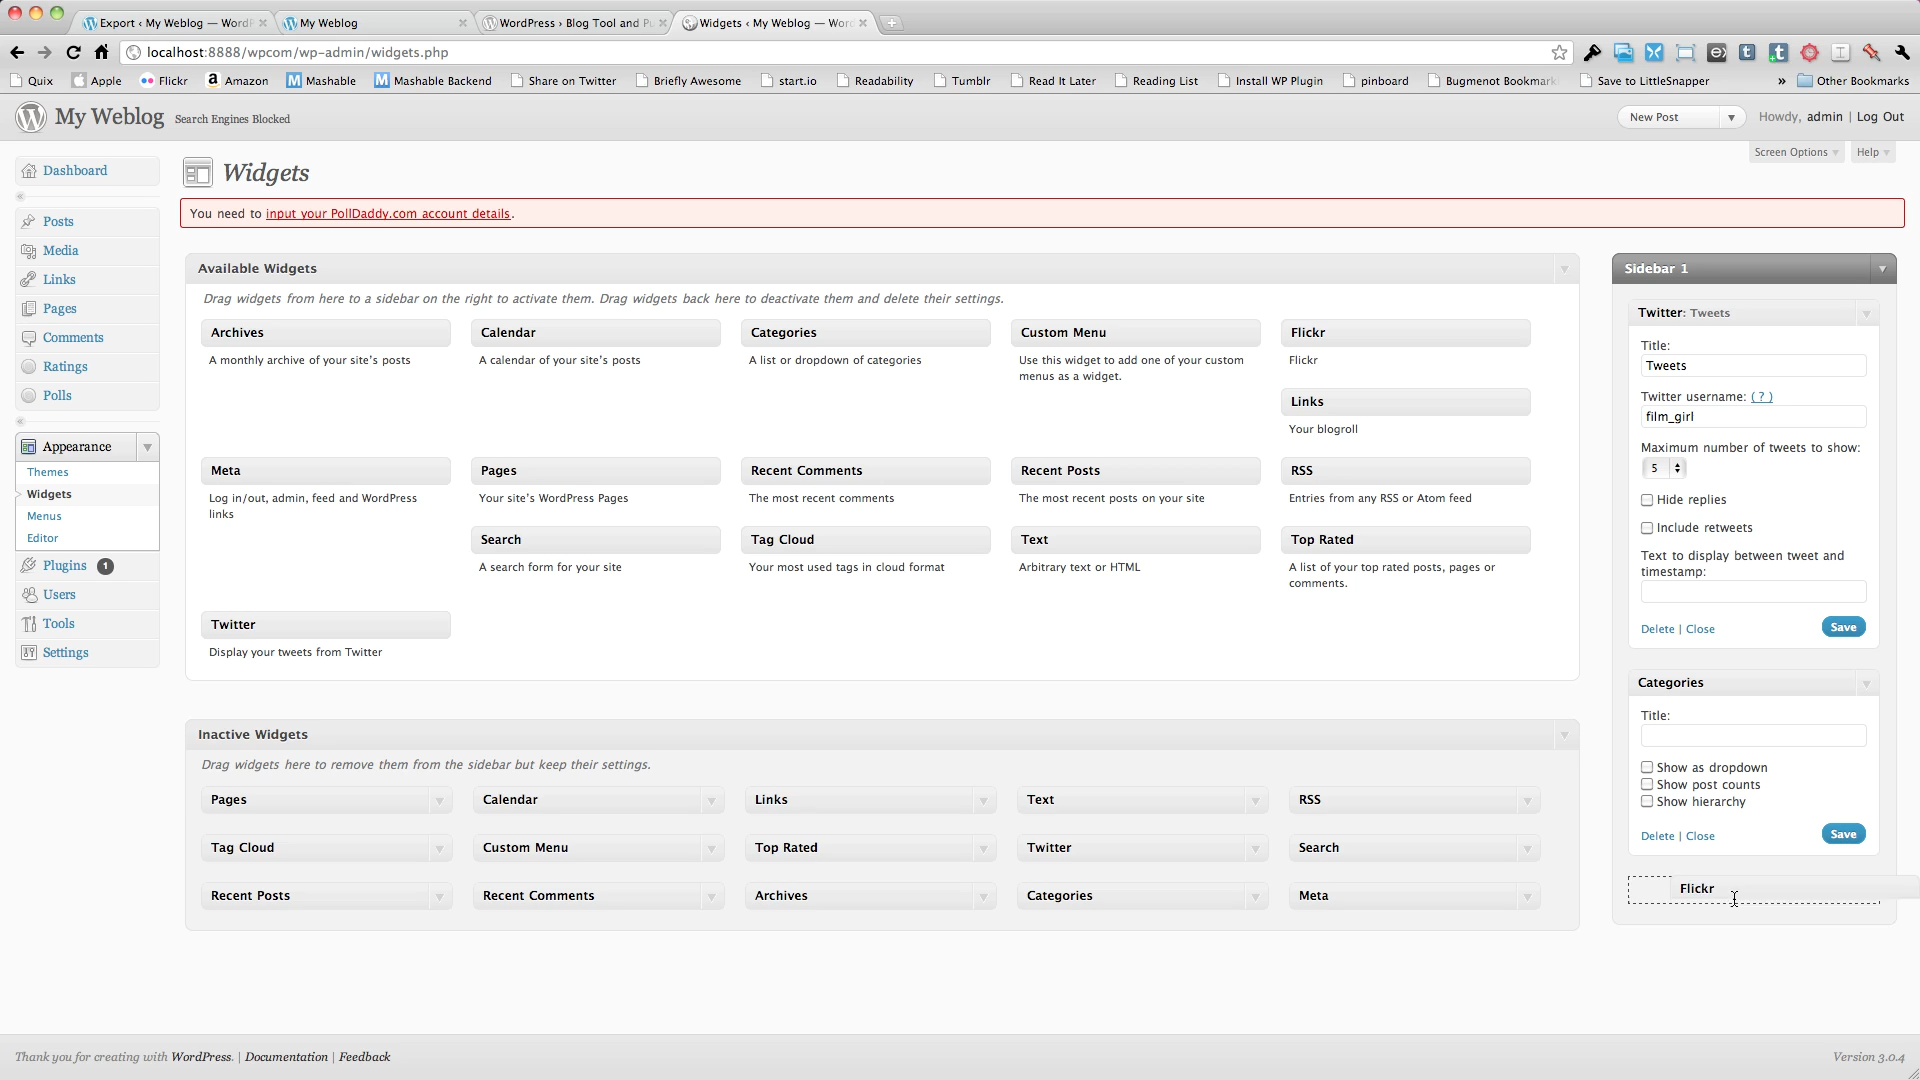 Export ‹ My Weblog — WordP
My Weblog
WordPress › Blog Tool and Pu
Widgets ‹ My Weblog — Word
localhost:8888/wpcom/wp-admin/widgets.php
Quix
Apple
Flickr
Amazon
Mashable
Mashable Backend
Share on Twitter
Briefly Awesome
start.io
Readability
Tumblr
Read It Later
Reading List
Install WP Plugin
pinboard
Bugmenot Bookmark
Save to LittleSnapper
»
Other Bookmarks
My Weblog
Search Engines Blocked
New Post
Howdy, admin | Log Out
Screen Options
Help
Dashboard
Posts
Media
Links
Pages
Comments
Ratings
Polls
Appearance
Themes
Widgets
Menus
Editor
Plugins 1
Users
Tools
Settings
Widgets
You need to input your PollDaddy.com account details.
Available Widgets
Drag widgets from here to a sidebar on the right to activate them. Drag widgets back here to deactivate them and delete their settings.
Archives
A monthly archive of your site's posts
Calendar
A calendar of your site's posts
Categories
A list or dropdown of categories
Custom Menu
Use this widget to add one of your custom
menus as a widget.
Flickr
Flickr
Links
Your blogroll
Meta
Log in/out, admin, feed and WordPress
links
Pages
Your site's WordPress Pages
Recent Comments
The most recent comments
Recent Posts
The most recent posts on your site
RSS
Entries from any RSS or Atom feed
Search
A search form for your site
Tag Cloud
Your most used tags in cloud format
Text
Arbitrary text or HTML
Top Rated
A list of your top rated posts, pages or
comments.
Twitter
Display your tweets from Twitter
Inactive Widgets
Drag widgets here to remove them from the sidebar but keep their settings.
Pages
Calendar
Links
Text
RSS
Tag Cloud
Custom Menu
Top Rated
Twitter
Search
Recent Posts
Recent Comments
Archives
Categories
Meta
Sidebar 1
Twitter: Tweets
Title:
Tweets
Twitter username: (?)
film_girl
Maximum number of tweets to show:
5
Hide replies
Include retweets
Text to display between tweet and
timestamp:
Delete | Close
Save
Categories
Title:
Show as dropdown
Show post counts
Show hierarchy
Delete | Close
Save
Flickr
Thank you for creating with WordPress. | Documentation | Feedback
Version 3.0.4